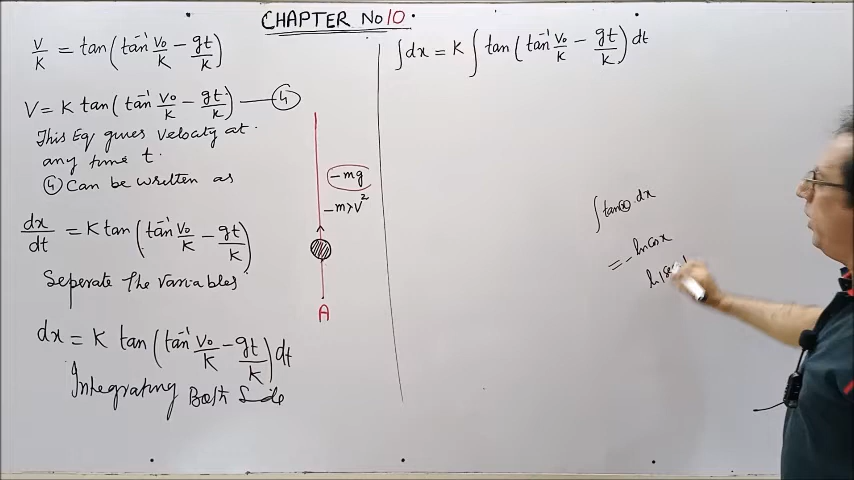 CHAPTER No 10
v/K = tan(tan⁻¹ v₀/K − gt/K)
V = K tan(tan⁻¹ v₀/K − gt/K) —— ④
This Eq gives Velocaty at
any time t.
④ Can be written as
dx/dt = K tan(tan⁻¹ v₀/K − gt/K)
Seperate the Variables
dx = K tan(tan⁻¹ v₀/K − gt/K) dt
Integrating Both Side
−mg
−mλv²
A
∫dx = K ∫ tan(tan⁻¹ v₀/K − gt/K) dt
∫ tan x dx
= − ln cos x